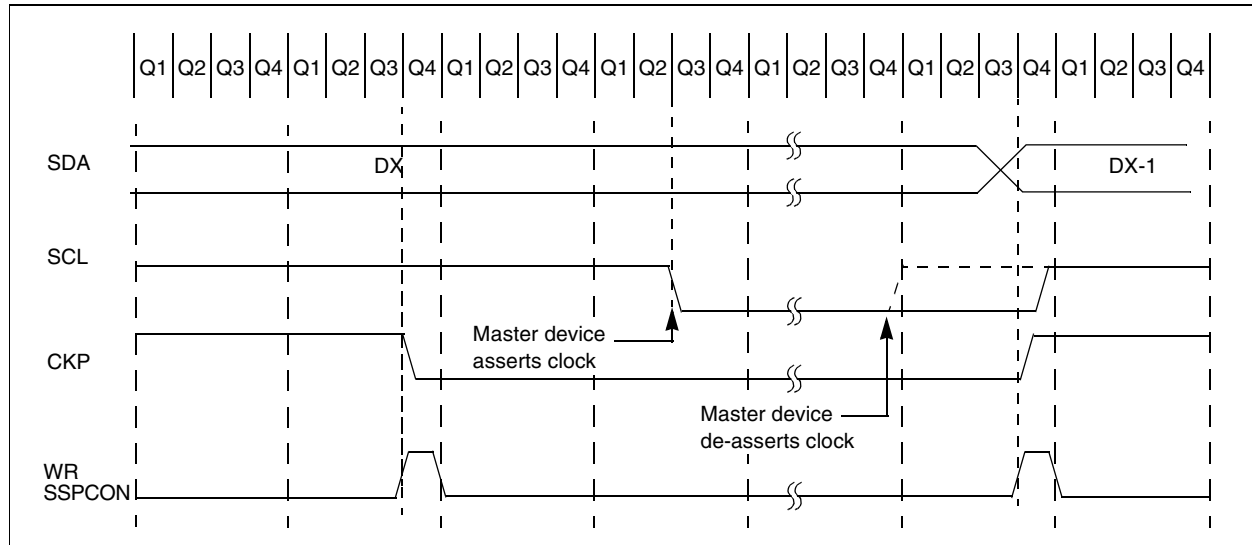 Q1 Q2 Q3 Q4 Q1 Q2 Q3 Q4 Q1 Q2 Q3 Q4 Q1 Q2 Q3 Q4 Q1 Q2 Q3 Q4 Q1 Q2 Q3 Q4 Q1 Q2 Q3 Q4
SDA
DX
DX-1
SCL
Master device
asserts clock
CKP
Master device
de-asserts clock
WR
SSPCON